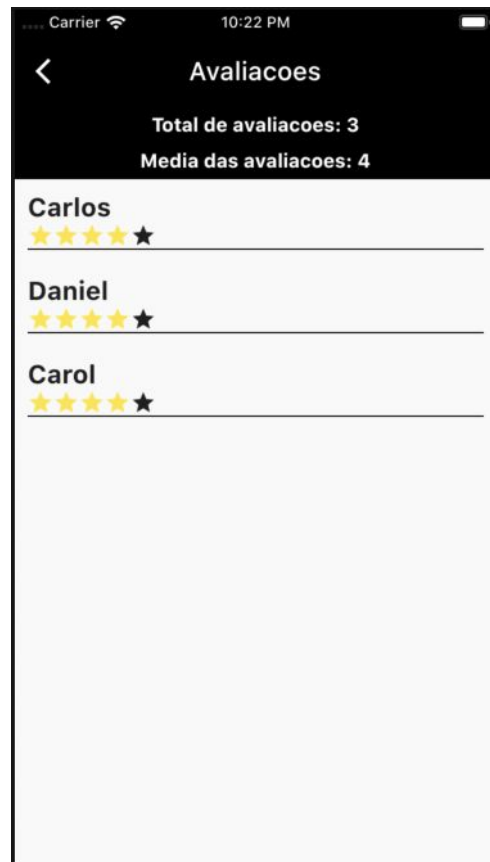 Carrier 10:22 PM
Avaliacoes
Total de avaliacoes: 3
Media das avaliacoes: 4
Carlos
Daniel
Carol